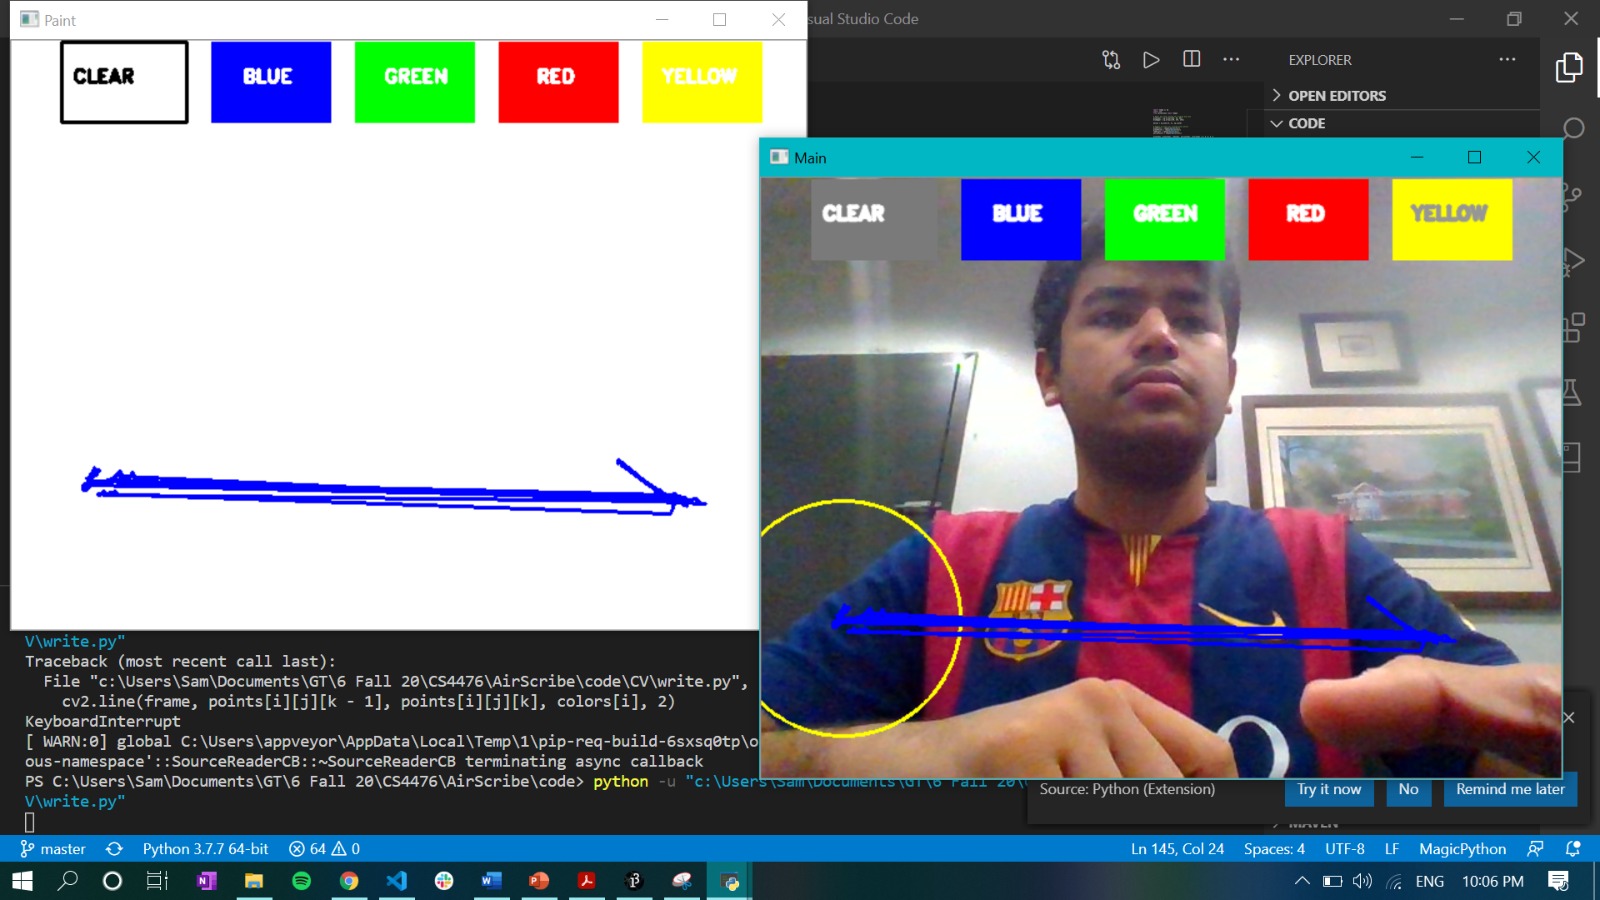 Paint
sual Studio Code
CLEAR
BLUE
GREEN
RED
YELLOW
EXPLORER
OPEN EDITORS
CODE
Main
CLEAR
BLUE
GREEN
RED
YELLOW
V\write.py"
Traceback (most recent call last):
File "c:\Users\Sam\Documents\GT\6 Fall 20\CS4476\AirScribe\code\CV\write.py",
cv2.line(frame, points[i][j][k - 1], points[i][j][k], colors[i], 2)
KeyboardInterrupt
[ WARN:0] global C:\Users\appveyor\AppData\Local\Temp\1\pip-req-build-6sxsq0tp\o
ous-namespace'::SourceReaderCB::~SourceReaderCB terminating async callback
PS C:\Users\Sam\Documents\GT\6 Fall 20\CS4476\AirScribe\code> python -u "c:\Users\Sam\Documents\GT\6 Fall 20\
V\write.py"
Source: Python (Extension)
Try it now
No
Remind me later
MAVEN
master
Python 3.7.7 64-bit
64
0
Ln 145, Col 24
Spaces: 4
UTF-8
LF
MagicPython
ENG
10:06 PM